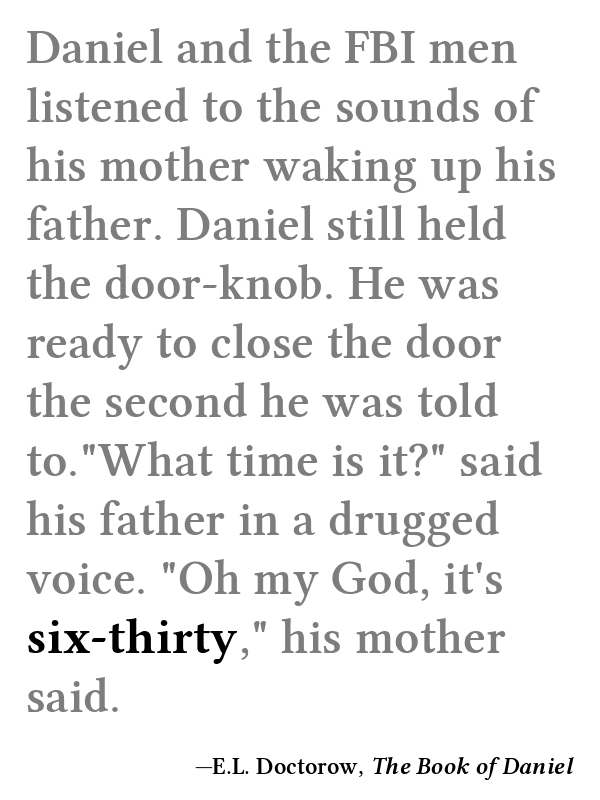 Daniel and the FBI men
listened to the sounds of
his mother waking up his
father. Daniel still held
the door-knob. He was
ready to close the door
the second he was told
to."What time is it?" said
his father in a drugged
voice. "Oh my God, it's
six-thirty," his mother
said.
—E.L. Doctorow, The Book of Daniel